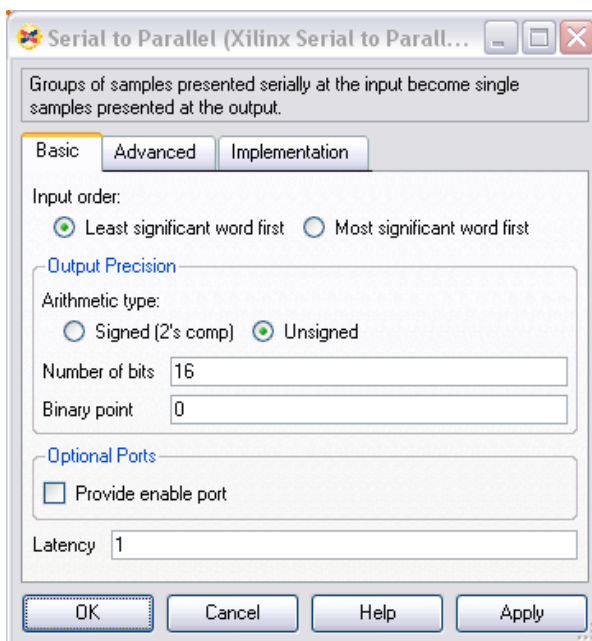 Serial to Parallel (Xilinx Serial to Parall...
Groups of samples presented serially at the input become single
samples presented at the output.
Basic Advanced Implementation
Input order:
Least significant word first Most significant word first
Output Precision
Arithmetic type:
Signed (2's comp) Unsigned
Number of bits 16
Binary point 0
Optional Ports
Provide enable port
Latency 1
OK Cancel Help Apply